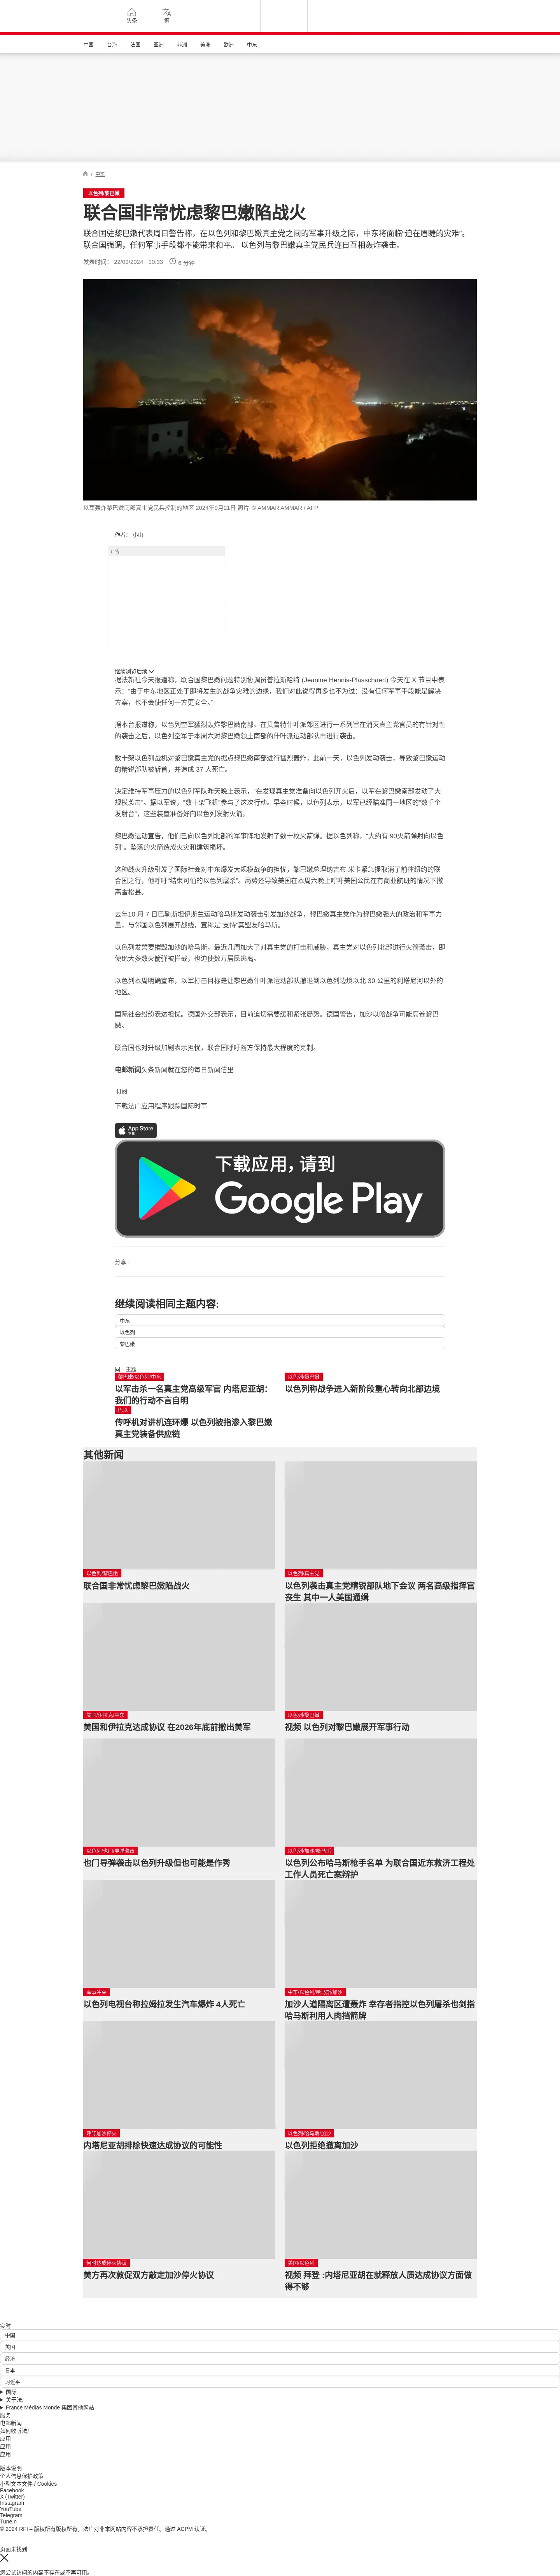 头条
繁
中国
台海
法国
亚洲
非洲
美洲
欧洲
中东
/ 中东
以色列/黎巴嫩
联合国非常忧虑黎巴嫩陷战火
联合国驻黎巴嫩代表周日警告称，在以色列和黎巴嫩真主党之间的军事升级之际，中东将面临“迫在眉睫的灾难”。
联合国强调，任何军事手段都不能带来和平。 以色列与黎巴嫩真主党民兵连日互相轰炸袭击。
发表时间： 22/09/2024 - 10:33
6 分钟
以军轰炸黎巴嫩南部真主党民兵控制的地区 2024年9月21日 照片 © AMMAR AMMAR / AFP
作者： 小山
广告
继续浏览后续
据法新社今天报道称，联合国黎巴嫩问题特别协调员普拉斯哈特 (Jeanine Hennis-Plasschaert) 今天在 X 节目中表
示：“由于中东地区正处于即将发生的战争灾难的边缘，我们对此说得再多也不为过：没有任何军事手段能是解决
方案，也不会使任何一方更安全。”
据本台报道称，以色列空军猛烈轰炸黎巴嫩南部。在贝鲁特什叶派郊区进行一系列旨在消灭真主党官员的有针对性
的袭击之后，以色列空军于本周六对黎巴嫩领土南部的什叶派运动部队再进行袭击。
数十架以色列战机对黎巴嫩真主党的据点黎巴嫩南部进行猛烈轰炸，此前一天，以色列发动袭击，导致黎巴嫩运动
的精锐部队被斩首，并造成 37 人死亡。
决定维持军事压力的以色列军队昨天晚上表示，“在发现真主党准备向以色列开火后，以军在黎巴嫩南部发动了大
规模袭击”。据以军说，“数十架飞机”参与了这次行动。早些时候，以色列表示，以军已经瞄准同一地区的“数千个
发射台”，这些装置准备好向以色列发射火箭。
黎巴嫩运动宣告，他们已向以色列北部的军事阵地发射了数十枚火箭弹。据以色列称，“大约有 90火箭弹射向以色
列”。坠落的火箭造成火灾和建筑损坏。
这种战火升级引发了国际社会对中东爆发大规模战争的担忧，黎巴嫩总理纳吉布·米卡紧急提取消了前往纽约的联
合国之行，他呼吁“结束可怕的以色列屠杀”。局势还导致美国在本周六晚上呼吁美国公民在有商业航班的情况下撤
离雪松县。
去年10 月 7 日巴勒斯坦伊斯兰运动哈马斯发动袭击引发加沙战争，黎巴嫩真主党作为黎巴嫩强大的政治和军事力
量，与邻国以色列展开战线，宣称是“支持”其盟友哈马斯。
以色列发誓要摧毁加沙的哈马斯，最近几周加大了对真主党的打击和威胁，真主党对以色列北部进行火箭袭击，即
使绝大多数火箭弹被拦截，也迫使数万居民逃离。
以色列本周明确宣布，以军打击目标是让黎巴嫩什叶派运动部队撤退到以色列边境以北 30 公里的利塔尼河以外的
地区。
国际社会纷纷表达担忧。德国外交部表示，目前迫切需要缓和紧张局势。德国警告，加沙以哈战争可能席卷黎巴
嫩。
联合国也对升级加剧表示担忧，联合国呼吁各方保持最大程度的克制。
电邮新闻头条新闻就在您的每日新闻信里
订阅
下载法广应用程序跟踪国际时事
App Store
下载
下载应用，请到
Google Play
分享 :
继续阅读相同主题内容:
中东
以色列
黎巴嫩
同一主题
黎巴嫩/以色列/中东
以军击杀一名真主党高级军官 内塔尼亚胡：
我们的行动不言自明
以色列/黎巴嫩
以色列称战争进入新阶段重心转向北部边境
巴以
传呼机对讲机连环爆 以色列被指渗入黎巴嫩
真主党装备供应链
其他新闻
以色列/黎巴嫩
联合国非常忧虑黎巴嫩陷战火
以色列/真主党
以色列袭击真主党精锐部队地下会议 两名高级指挥官
丧生 其中一人美国通缉
美国/伊拉克/中东
美国和伊拉克达成协议 在2026年底前撤出美军
以色列/黎巴嫩
视频 以色列对黎巴嫩展开军事行动
以色列/也门/导弹袭击
也门导弹袭击以色列升级但也可能是作秀
以色列/加沙/哈马斯
以色列公布哈马斯枪手名单 为联合国近东救济工程处
工作人员死亡案辩护
军事冲突
以色列电视台称拉姆拉发生汽车爆炸 4人死亡
中东/以色列/哈马斯/加沙
加沙人道隔离区遭轰炸 幸存者指控以色列屠杀也剑指
哈马斯利用人肉挡箭牌
呼吁加沙停火
内塔尼亚胡排除快速达成协议的可能性
以色列/哈马斯/加沙
以色列拒绝撤离加沙
何时达成停火协议
美方再次敦促双方敲定加沙停火协议
美国/以色列
视频 拜登 :内塔尼亚胡在就释放人质达成协议方面做
得不够
实时
中国
美国
经济
日本
习近平
国际
关于法广
France Médias Monde 集团其他网站
服务
电邮新闻
如何收听法广
应用
应用
应用
版本说明
个人信息保护政策
小型文本文件 / Cookies
Facebook
X (Twitter)
Instagram
YouTube
Telegram
TuneIn
© 2024 RFI – 版权所有版权所有。法广对非本网站内容不承担责任。通过 ACPM 认证。
页面未找到
您尝试访问的内容不存在或不再可用。